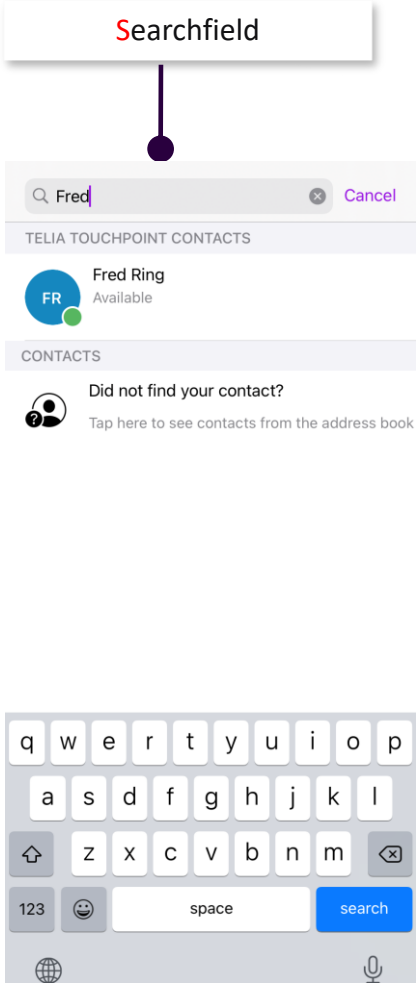 Searchfield
Fred Cancel
TELIA TOUCHPOINT CONTACTS
Fred Ring
FR
Available
CONTACTS
Did not find your contact?
?
Tap here to see contacts from the address book
q w e r t y u i o p
a s d f g h j k l
z x c v b n m
123 space search